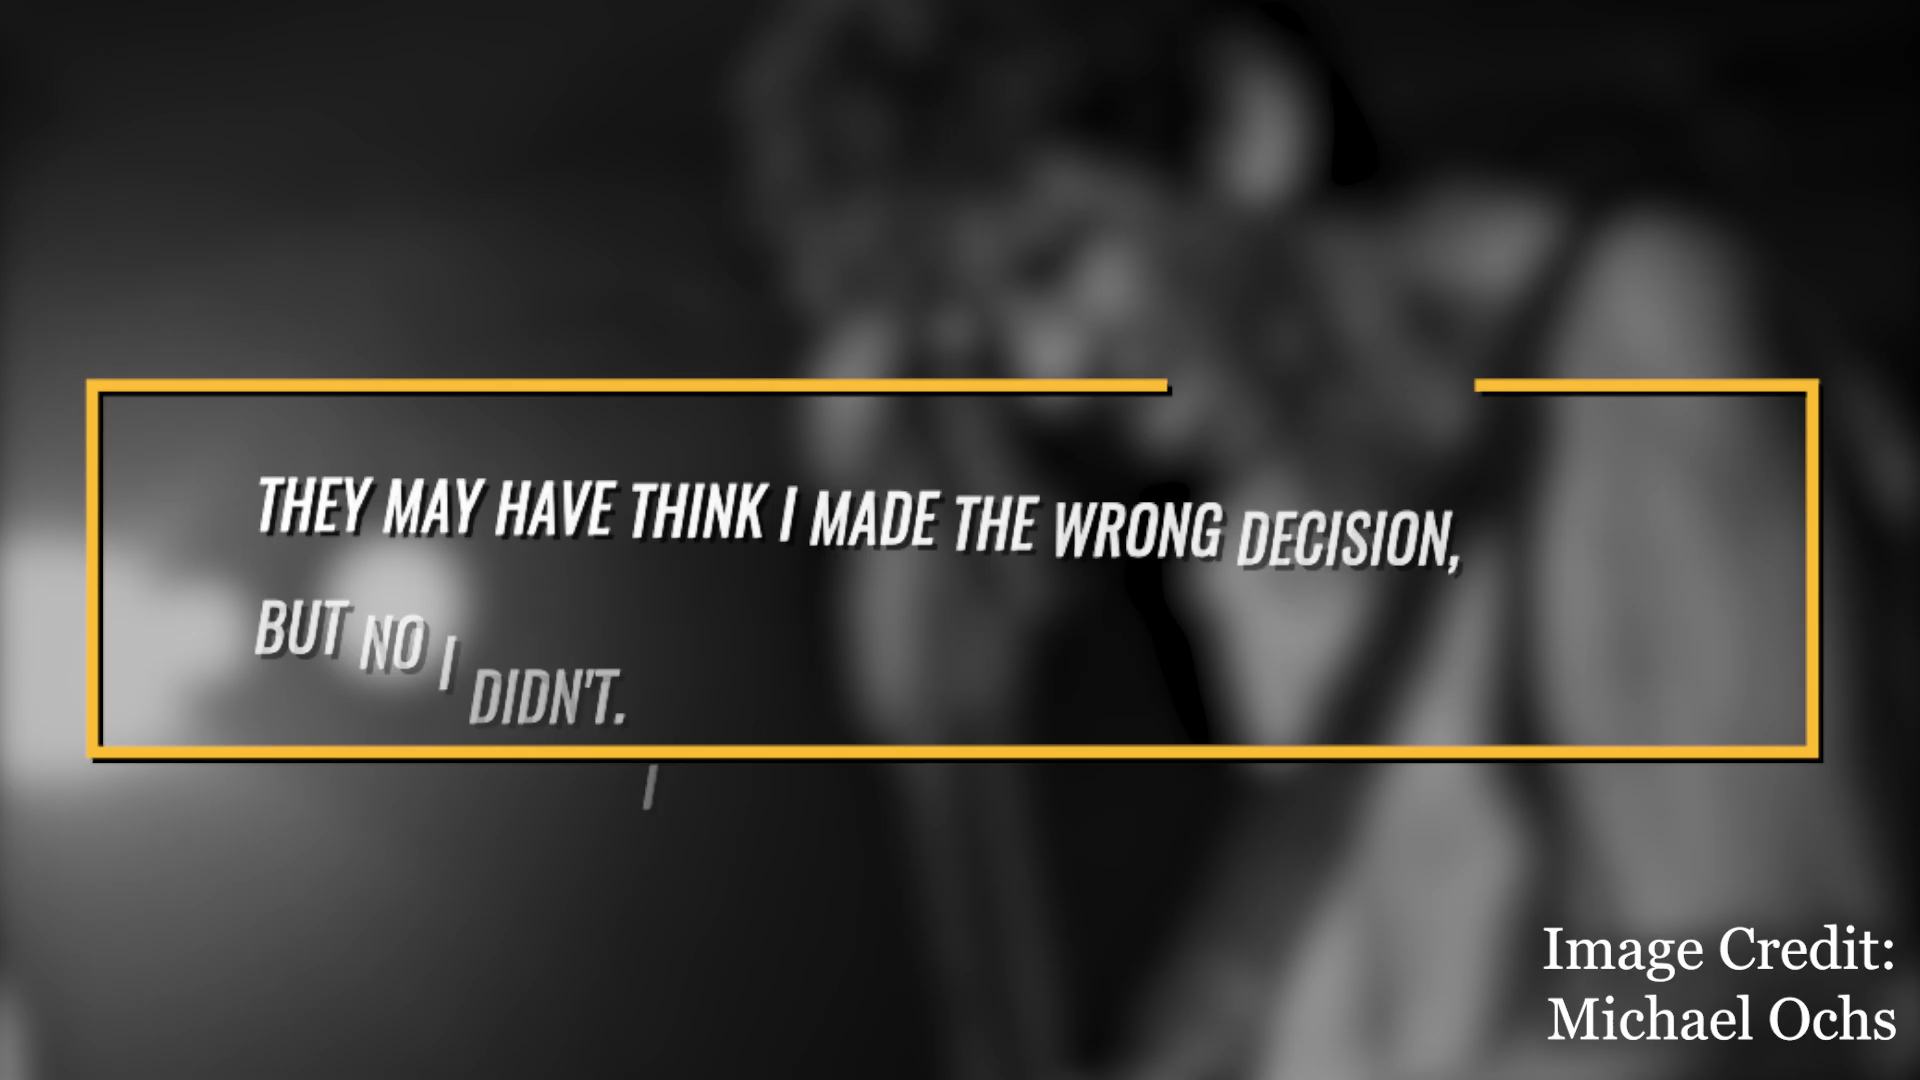 THEY MAY HAVE THINK I MADE THE WRONG DECISION,
BUT NO I DIDN'T.
I
Image Credit:
Michael Ochs